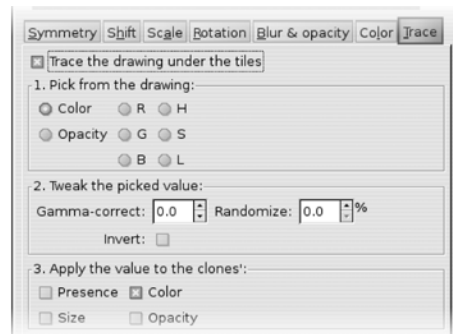 Symmetry Shift Scale Rotation Blur & opacity Color Trace
Trace the drawing under the tiles
1. Pick from the drawing:
Color R H
Opacity G S
B L
2. Tweak the picked value:
Gamma-correct: 0.0 Randomize: 0.0 %
Invert:
3. Apply the value to the clones':
Presence Color
Size Opacity